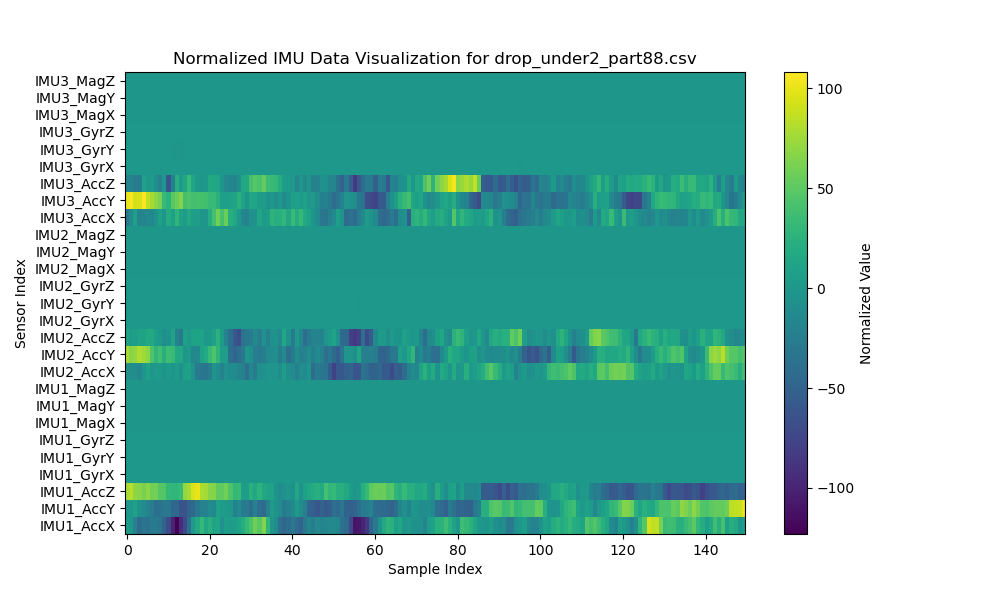 Normalized IMU Data Visualization for drop_under2_part88.csv
IMU3_MagZ
IMU3_MagY
IMU3_MagX
IMU3_GyrZ
IMU3_GyrY
IMU3_GyrX
IMU3_AccZ
IMU3_AccY
IMU3_AccX
IMU2_MagZ
IMU2_MagY
IMU2_MagX
IMU2_GyrZ
IMU2_GyrY
IMU2_GyrX
IMU2_AccZ
IMU2_AccY
IMU2_AccX
IMU1_MagZ
IMU1_MagY
IMU1_MagX
IMU1_GyrZ
IMU1_GyrY
IMU1_GyrX
IMU1_AccZ
IMU1_AccY
IMU1_AccX
Sensor Index
0 20 40 60 80 100 120 140
Sample Index
100
50
0
−50
−100
Normalized Value